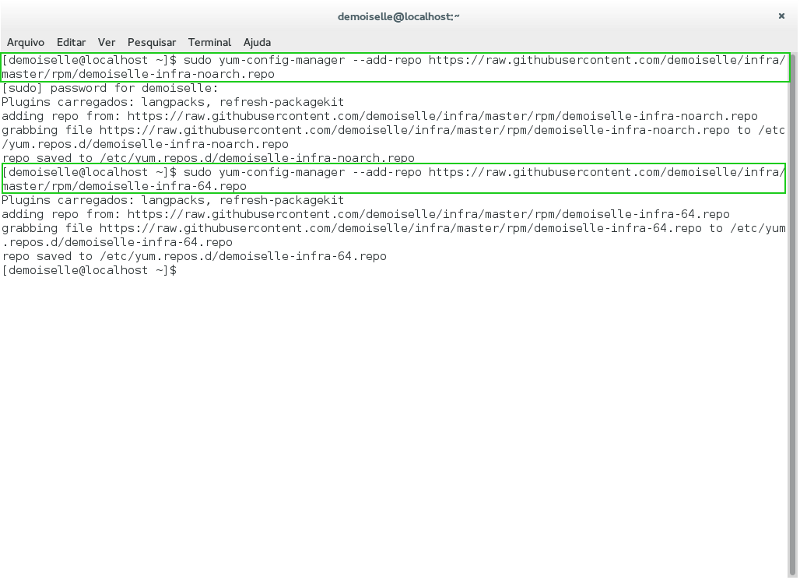 demoiselle@localhost:~
Arquivo Editar Ver Pesquisar Terminal Ajuda
[demoiselle@localhost ~]$ sudo yum-config-manager --add-repo https://raw.githubusercontent.com/demoiselle/infra/
master/rpm/demoiselle-infra-noarch.repo
[sudo] password for demoiselle:
Plugins carregados: langpacks, refresh-packagekit
adding repo from: https://raw.githubusercontent.com/demoiselle/infra/master/rpm/demoiselle-infra-noarch.repo
grabbing file https://raw.githubusercontent.com/demoiselle/infra/master/rpm/demoiselle-infra-noarch.repo to /etc
/yum.repos.d/demoiselle-infra-noarch.repo
repo saved to /etc/yum.repos.d/demoiselle-infra-noarch.repo
[demoiselle@localhost ~]$ sudo yum-config-manager --add-repo https://raw.githubusercontent.com/demoiselle/infra/
master/rpm/demoiselle-infra-64.repo
Plugins carregados: langpacks, refresh-packagekit
adding repo from: https://raw.githubusercontent.com/demoiselle/infra/master/rpm/demoiselle-infra-64.repo
grabbing file https://raw.githubusercontent.com/demoiselle/infra/master/rpm/demoiselle-infra-64.repo to /etc/yum
.repos.d/demoiselle-infra-64.repo
repo saved to /etc/yum.repos.d/demoiselle-infra-64.repo
[demoiselle@localhost ~]$